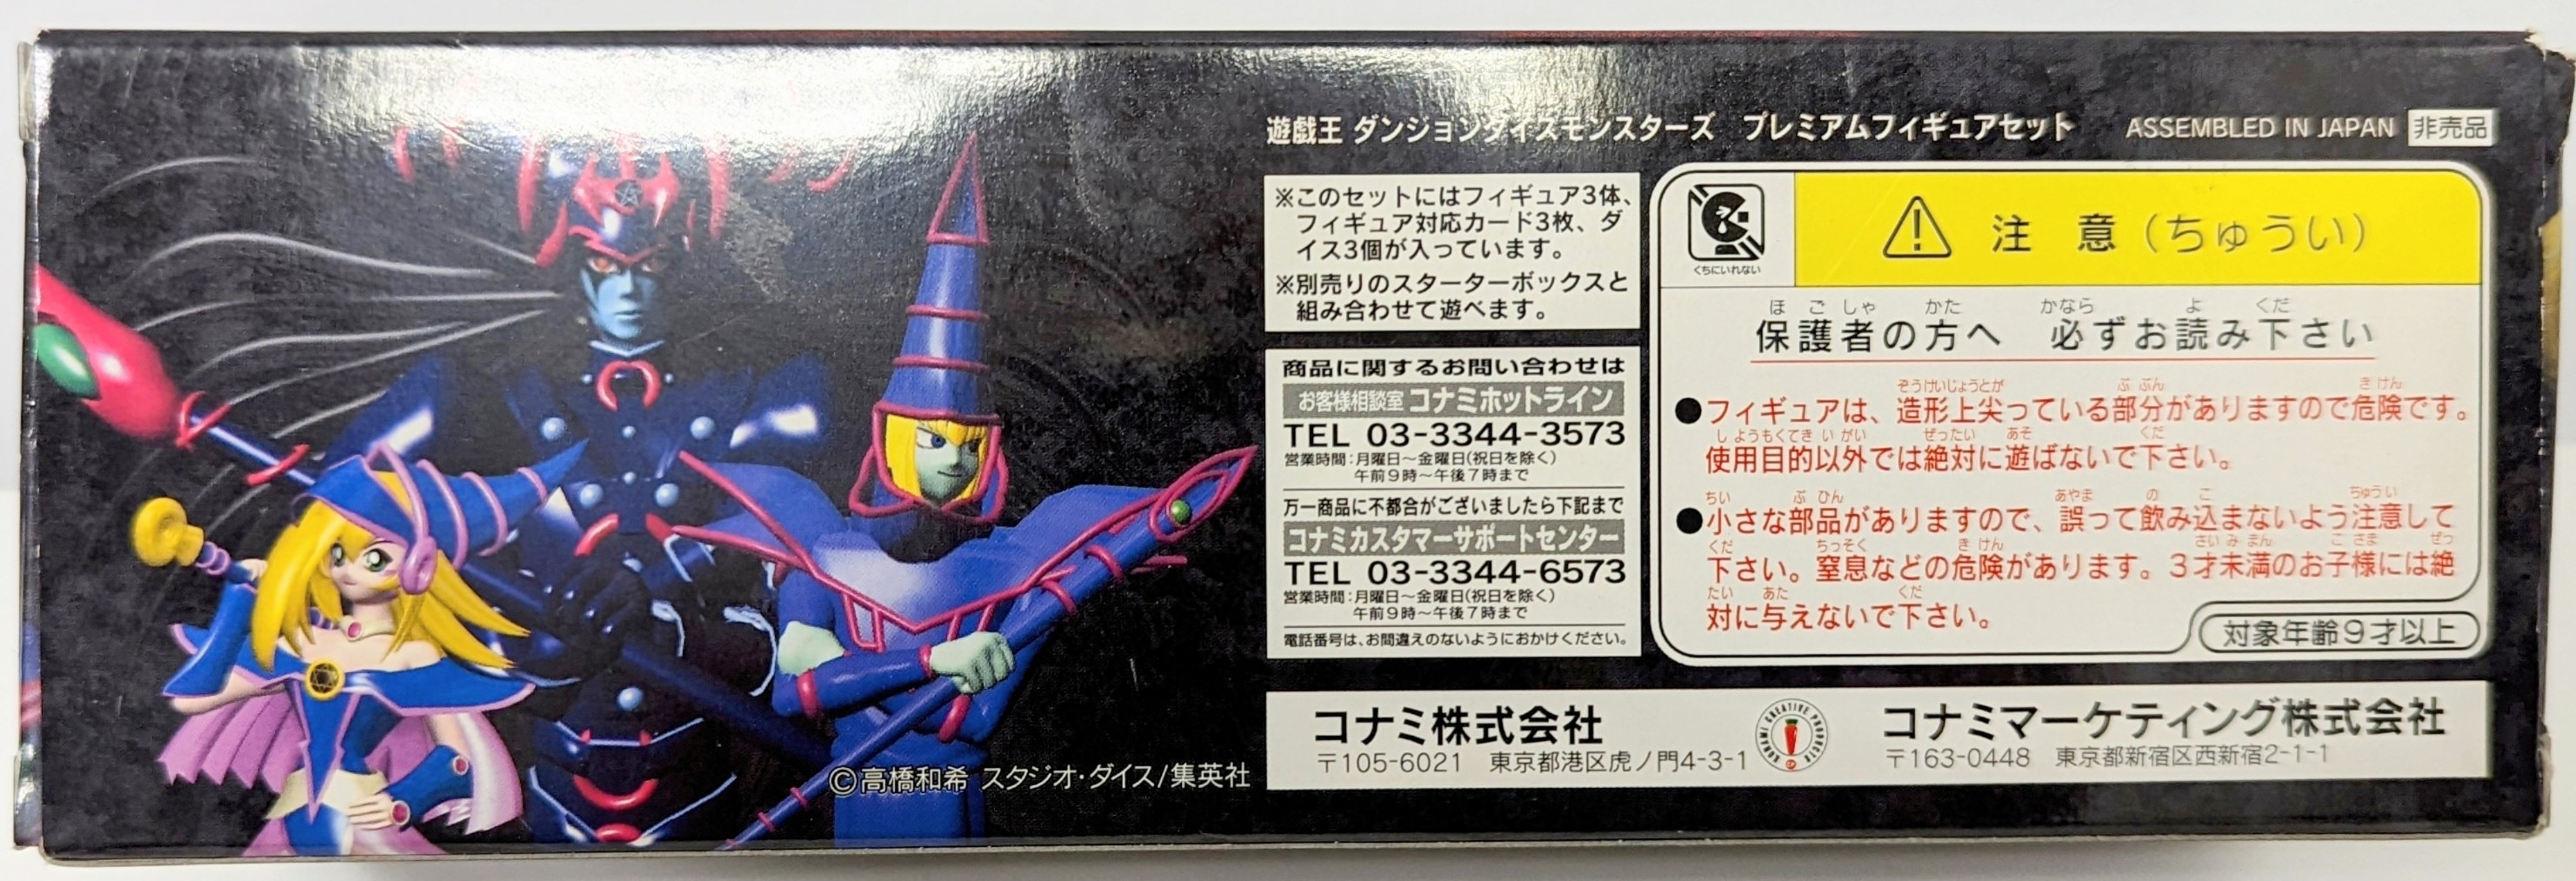 遊戯王 ダンジョンダイスモンスターズ プレミアムフィギュアセット ASSEMBLED IN JAPAN 非売品
※このセットにはフィギュア3体、
フィギュア対応カード3枚、ダ
イス3個が入っています。
※別売りのスターターボックスと
組み合わせて遊べます。
商品に関するお問い合わせは
お客様相談室 コナミホットライン
TEL 03-3344-3573
営業時間:月曜日～金曜日(祝日を除く)
午前9時～午後7時まで
万一商品に不都合がございましたら下記まで
コナミカスタマーサポートセンター
TEL 03-3344-6573
営業時間:月曜日～金曜日(祝日を除く)
午前9時～午後7時まで
電話番号は、お間違えのないようにおかけください。
くちにいれない
注 意(ちゅうい)
ほ ご しゃ かた かなら よ くだ
保護者の方へ 必ずお読み下さい
ぞうけいじょうとが ぶ ぶん き けん
●フィギュアは、造形上尖っている部分がありますので危険です。
し ようもくてき い がい ぜったい あそ くだ
使用目的以外では絶対に遊ばないで下さい。
ちい ぶ ひん あやま の こ ちゅう い
●小さな部品がありますので、誤って飲み込まないよう注意して
くだ ちっそく き けん さい み まん こ さま ぜっ
下さい。窒息などの危険があります。3才未満のお子様には絶
たい あた くだ
対に与えないで下さい。
対象年齢9才以上
コナミ株式会社
〒105-6021 東京都港区虎ノ門4-3-1
KONAMI CREATIVE PRODUCTS
コナミマーケティング株式会社
〒163-0448 東京都新宿区西新宿2-1-1
©高橋和希 スタジオ・ダイス/集英社